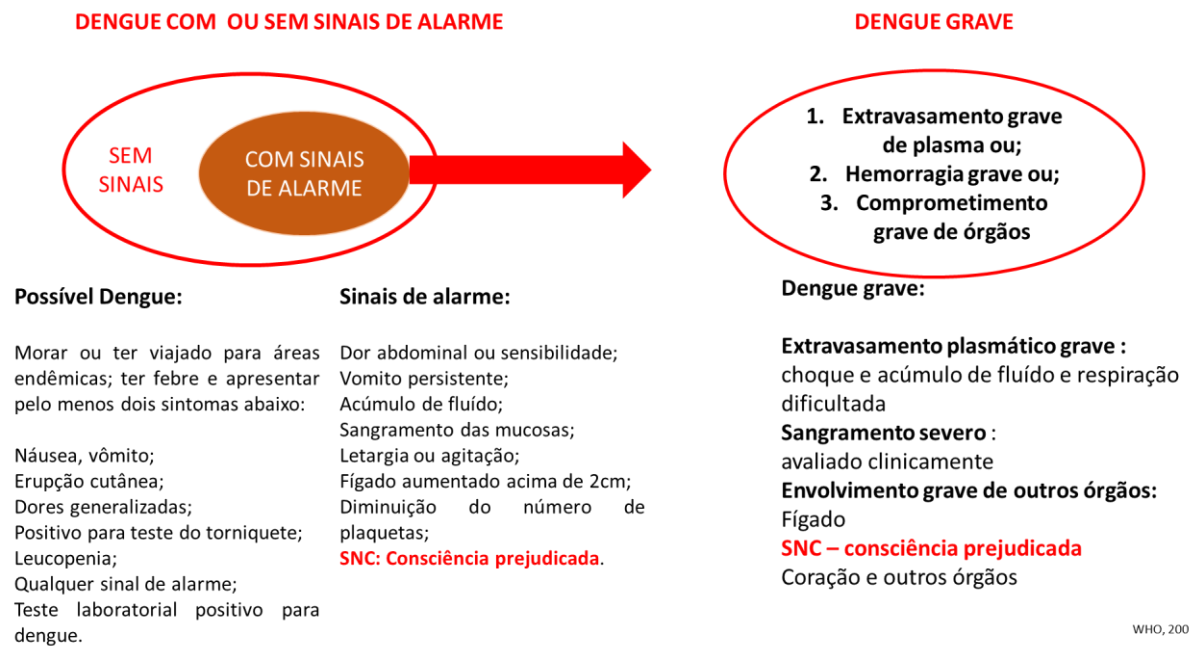 DENGUE COM OU SEM SINAIS DE ALARME
DENGUE GRAVE
SEM
SINAIS
COM SINAIS
DE ALARME
1. Extravasamento grave
de plasma ou;
2. Hemorragia grave ou;
3. Comprometimento
grave de órgãos
Possível Dengue:
Morar ou ter viajado para áreas
endêmicas; ter febre e apresentar
pelo menos dois sintomas abaixo:
Náusea, vômito;
Erupção cutânea;
Dores generalizadas;
Positivo para teste do torniquete;
Leucopenia;
Qualquer sinal de alarme;
Teste laboratorial positivo para
dengue.
Sinais de alarme:
Dor abdominal ou sensibilidade;
Vomito persistente;
Acúmulo de fluído;
Sangramento das mucosas;
Letargia ou agitação;
Fígado aumentado acima de 2cm;
Diminuição do número de
plaquetas;
SNC: Consciência prejudicada.
Dengue grave:
Extravasamento plasmático grave :
choque e acúmulo de fluído e respiração
dificultada
Sangramento severo :
avaliado clinicamente
Envolvimento grave de outros órgãos:
Fígado
SNC – consciência prejudicada
Coração e outros órgãos
WHO, 200